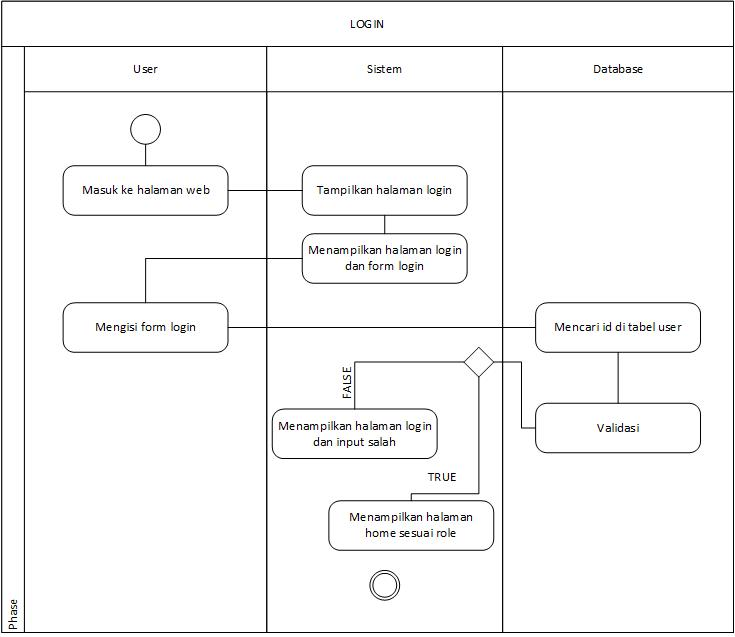 LOGIN
User
Sistem
Database
Masuk ke halaman web
Tampilkan halaman login
Menampilkan halaman login
dan form login
Mengisi form login
Mencari id di tabel user
FALSE
Menampilkan halaman login
dan input salah
Validasi
TRUE
Menampilkan halaman
home sesuai role
Phase